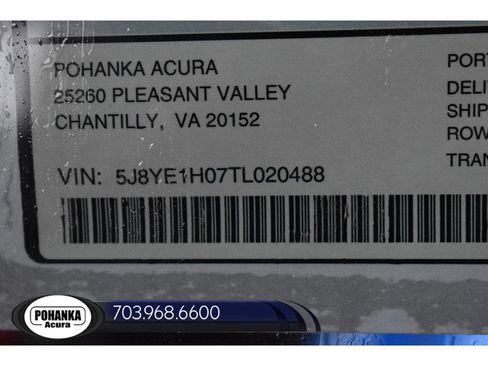 POHANKA ACURA
25260 PLEASANT VALLEY
CHANTILLY, VA 20152
VIN: 5J8YE1H07TL020488
PORT
DELI
SHIP
ROW
TRAN
POHANKA
Acura
703.968.6600